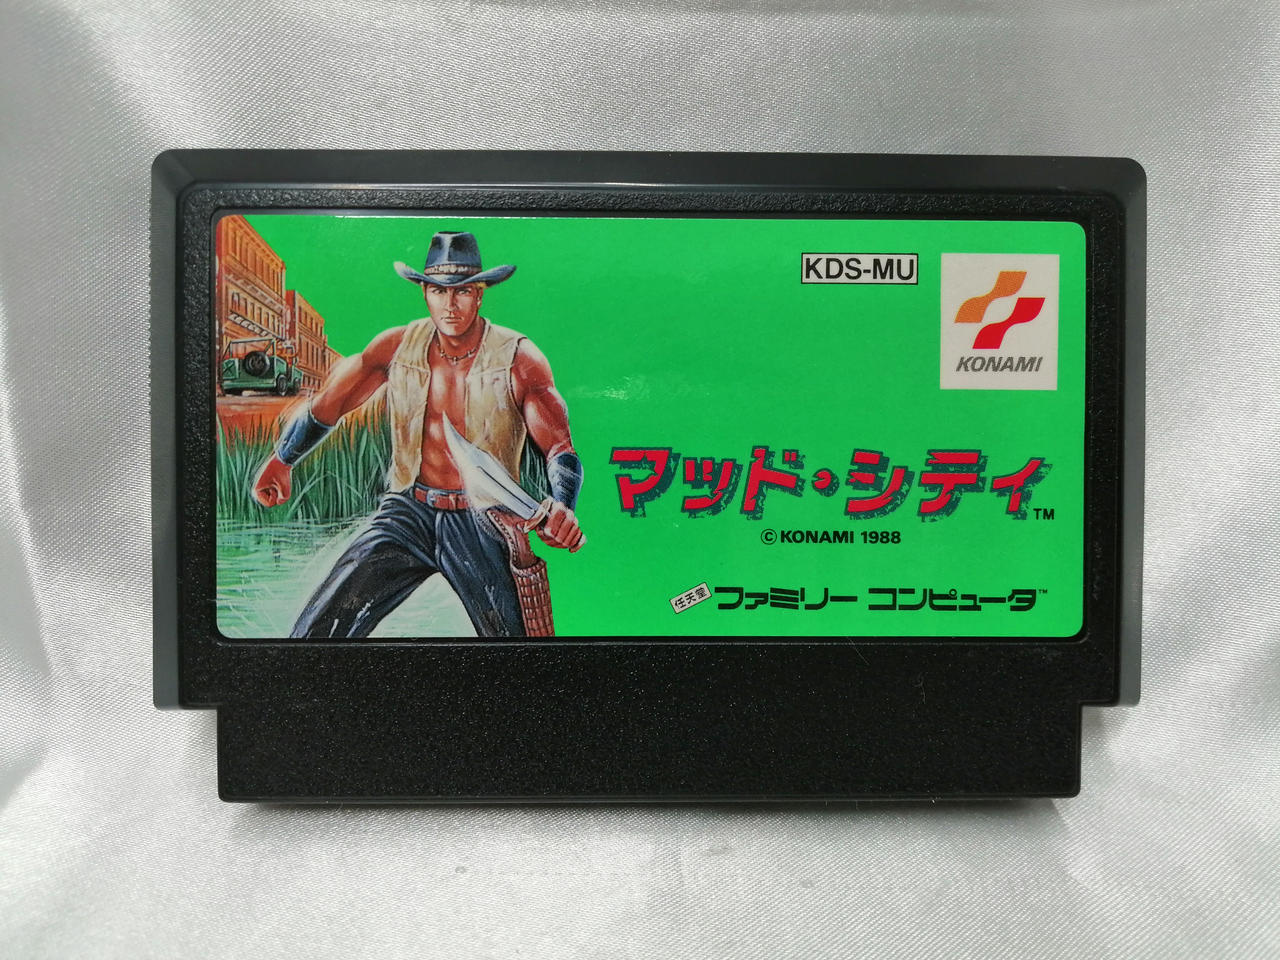 KDS-MU
KONAMI
マッド・シティ™
© KONAMI 1988
任天堂 ファミリー コンピュータ™